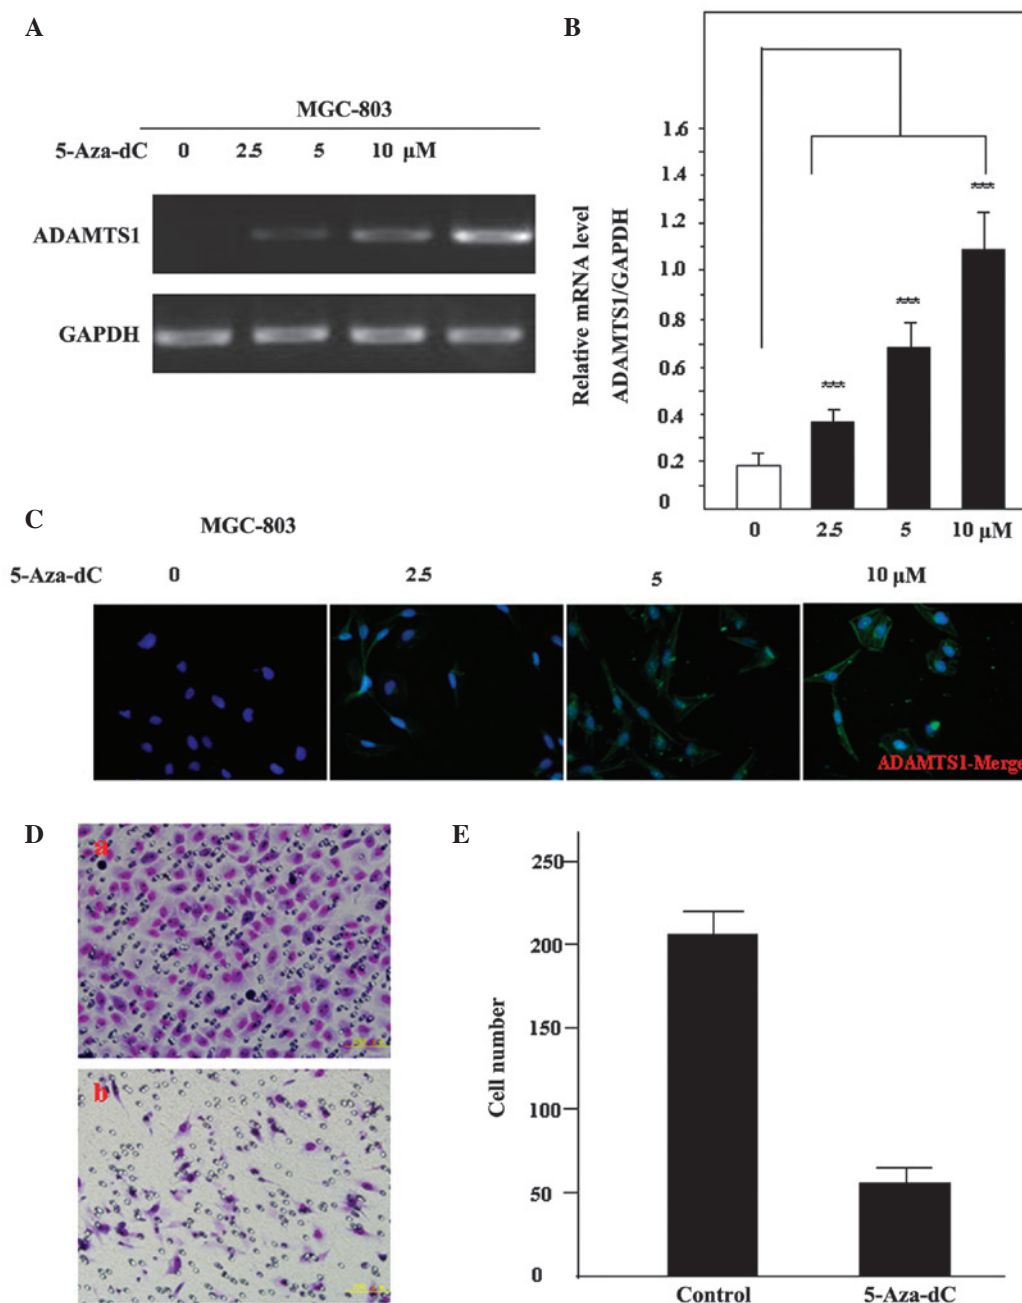 A
MGC-803
5-Aza-dC 0 2.5 5 10 µM
ADAMTS1
GAPDH
B
Relative mRNA level
ADAMTS1/GAPDH
1.6
1.4
1.2
1.0
0.8
0.6
0.4
0.2
0
***
***
***
0 2.5 5 10 µM
C
MGC-803
5-Aza-dC 0 2.5 5 10 µM
ADAMTS1-Merge
D
a
b
E
Cell number
250
200
150
100
50
0
Control 5-Aza-dC